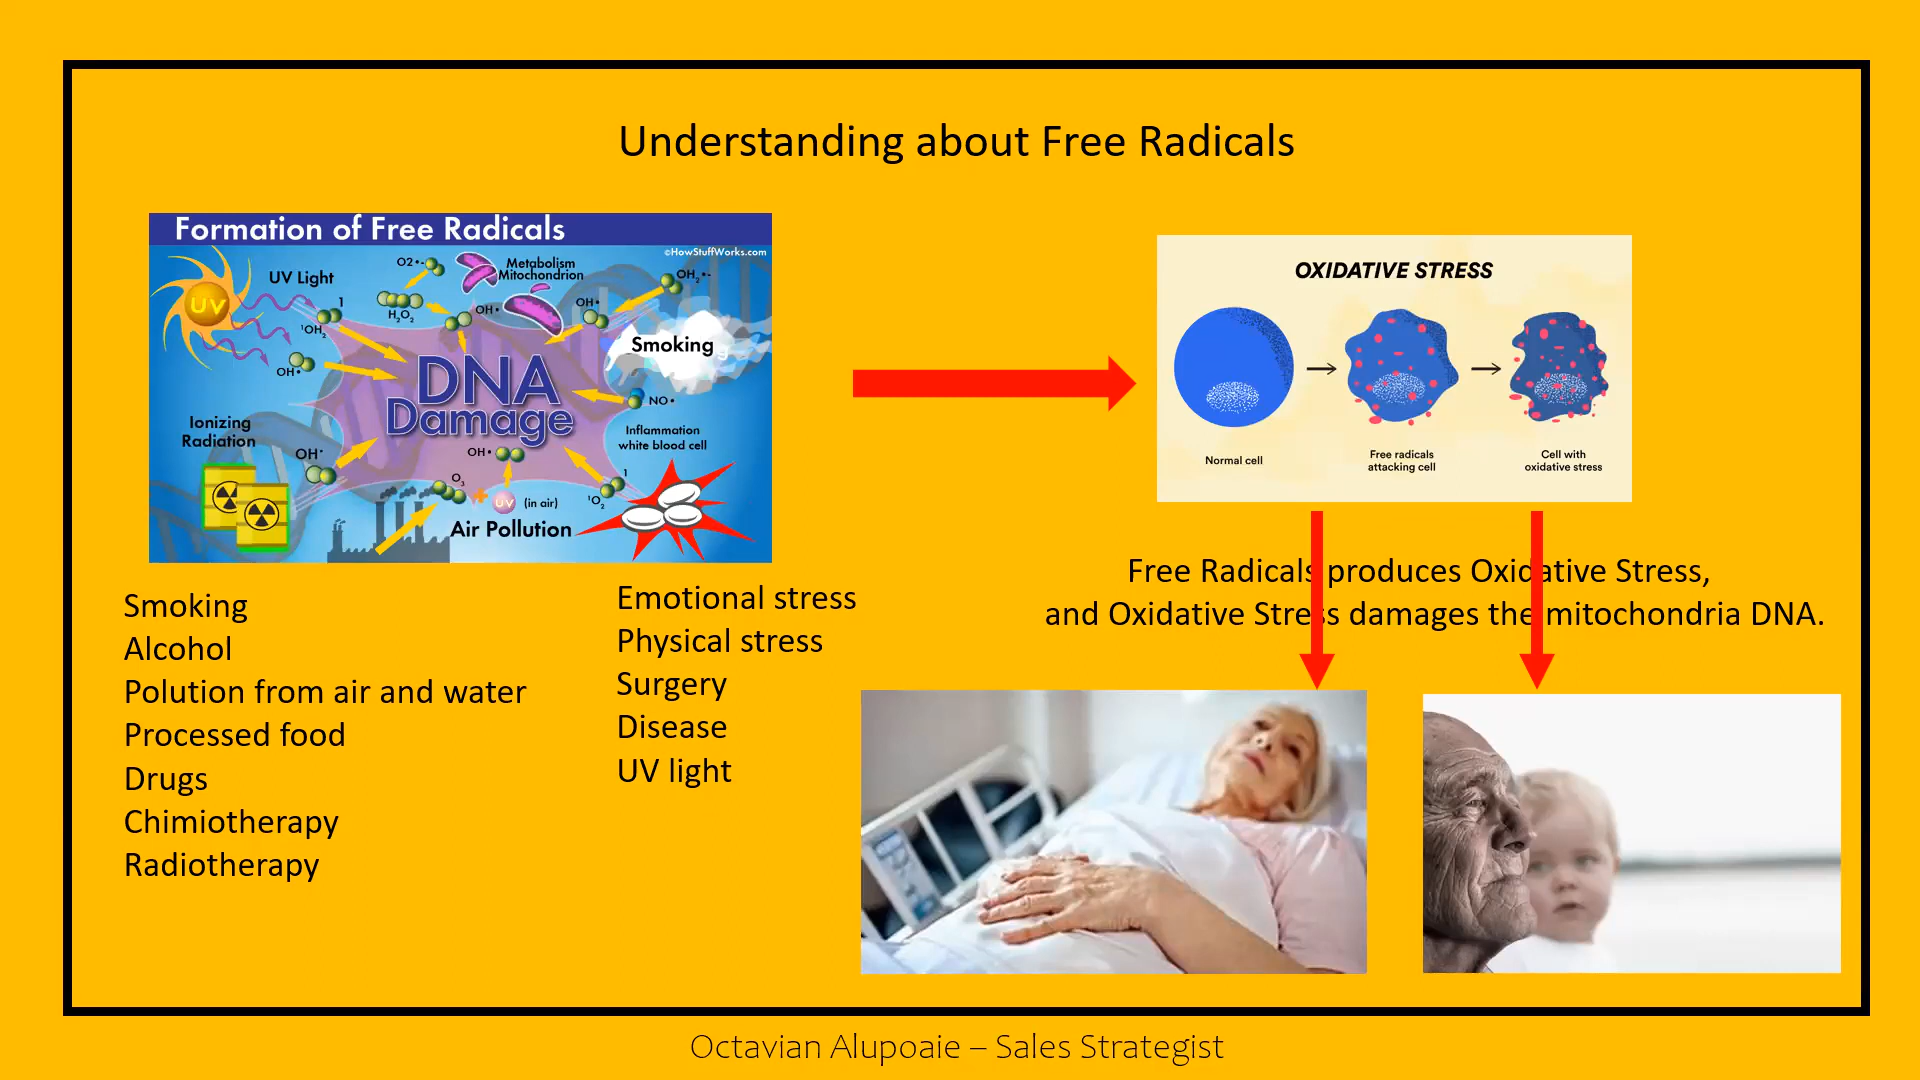 Understanding about Free Radicals
Formation of Free Radicals
©HowStuffWorks.com
UV Light
UV
1
¹OH₂
OH•
O2•-
H₂O₂
OH•
Metabolism
Mitochondrion
OH•
OH₂•-
Smoking
DNA
Damage
NO•
Ionizing
Radiation
OH•
Inflammation
white blood cell
OH•
O₃
UV
(in air)
1
¹O₂
Air Pollution
OXIDATIVE STRESS
Normal cell
Free radicals
attacking cell
Cell with
oxidative stress
Smoking
Alcohol
Polution from air and water
Processed food
Drugs
Chimiotherapy
Radiotherapy
Emotional stress
Physical stress
Surgery
Disease
UV light
Free Radicals produces Oxidative Stress,
and Oxidative Stress damages the mitochondria DNA.
Octavian Alupoaie – Sales Strategist